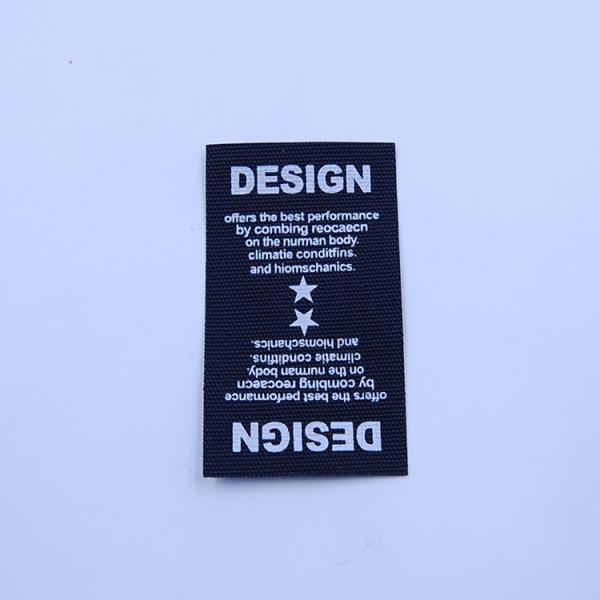 DESIGN
offers the best performance
by combing reocaecn
on the nurman body.
climatie conditfins.
and hiomschanics.
DESIGN
offers the best performance
by combing reocaecn
on the nurman body.
climatie conditfins.
and hiomschanics.